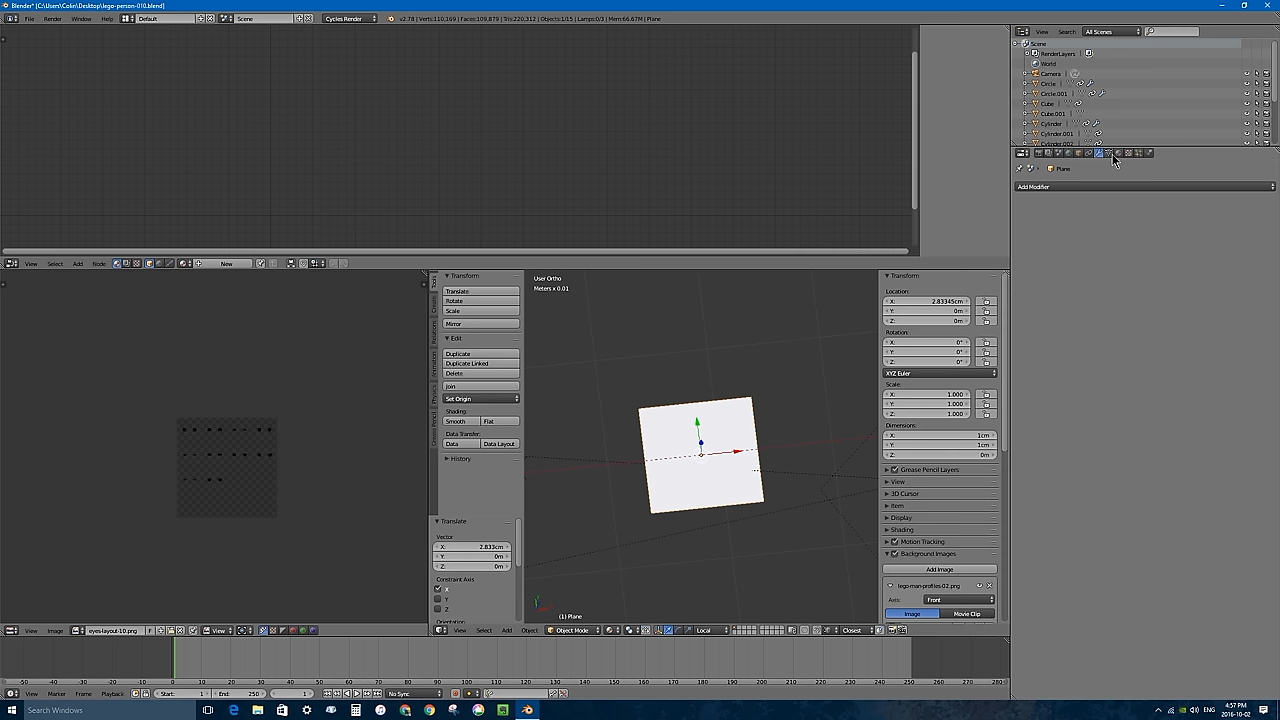 Blender* [C:\Users\Colin\Desktop\lego-person-010.blend]
File Render Window Help Default Scene Cycles Render v2.78 | Verts:110,169 | Faces:109,879 | Tris:220,312 | Objects:1/15 | Lamps:0/3 | Mem:66.67M | Plane
View Search All Scenes
Scene
RenderLayers
World
Camera
Circle
Circle.001
Cube
Cube.001
Cylinder
Cylinder.001
Cylinder.002
Plane
Add Modifier
View Select Add Node New
Transform
Translate
Rotate
Scale
Mirror
Edit
Duplicate
Duplicate Linked
Delete
Join
Set Origin
Shading:
Smooth Flat
Data Transfer:
Data Data Layout
History
Translate
Vector
X: 2.833cm
Y: 0m
Z: 0m
Constraint Axis
X
Y
Z
Orientation
Tools
Create
Relations
Animation
Physics
Grease Pencil
User Ortho
Meters x 0.01
(1) Plane
Transform
Location:
X: 2.83345cm
Y: 0m
Z: 0m
Rotation:
X: 0°
Y: 0°
Z: 0°
XYZ Euler
Scale:
X: 1.000
Y: 1.000
Z: 1.000
Dimensions:
X: 1cm
Y: 1cm
Z: 0m
Grease Pencil Layers
View
3D Cursor
Item
Display
Shading
Motion Tracking
Background Images
Add Image
lego-man-profiles-02.png
Axis: Front
Image Movie Clip
View Image eyes-layout-10.png F View
View Select Add Object Object Mode Local Closest
-50 -40 -30 -20 -10 0 10 20 30 40 50 60 70 80 90 100 110 120 130 140 150 160 170 180 190 200 210 220 230 240 250 260 270 280
View Marker Frame Playback Start: 1 End: 250 1 No Sync
Search Windows
ENG
4:57 PM
2016-10-02